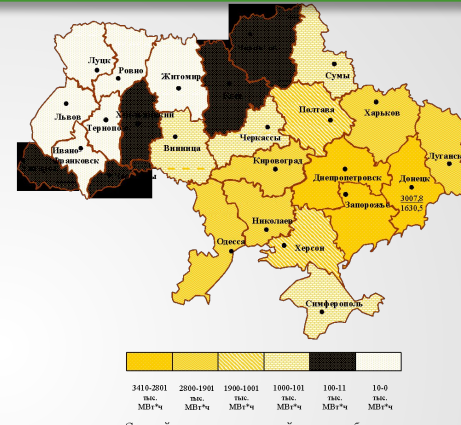 Луцк
Ровно
Житомир
Сумы
Львов
Тернопол
Ивано
Франковск
Винница
Киев
Черкассы
Полтава
Харьков
Кировоград
Днепропетровск
Донецк
Луганск
3007,8
1630,5
Запорожье
Николаев
Одесса
Херсон
Симферополь
3410-2801 2800-1901 1900-1001 1000-101 100-11 10-0
тыс. тыс. тыс. тыс. тыс. тыс.
МВт*ч МВт*ч МВт*ч МВт*ч МВт*ч МВт*ч